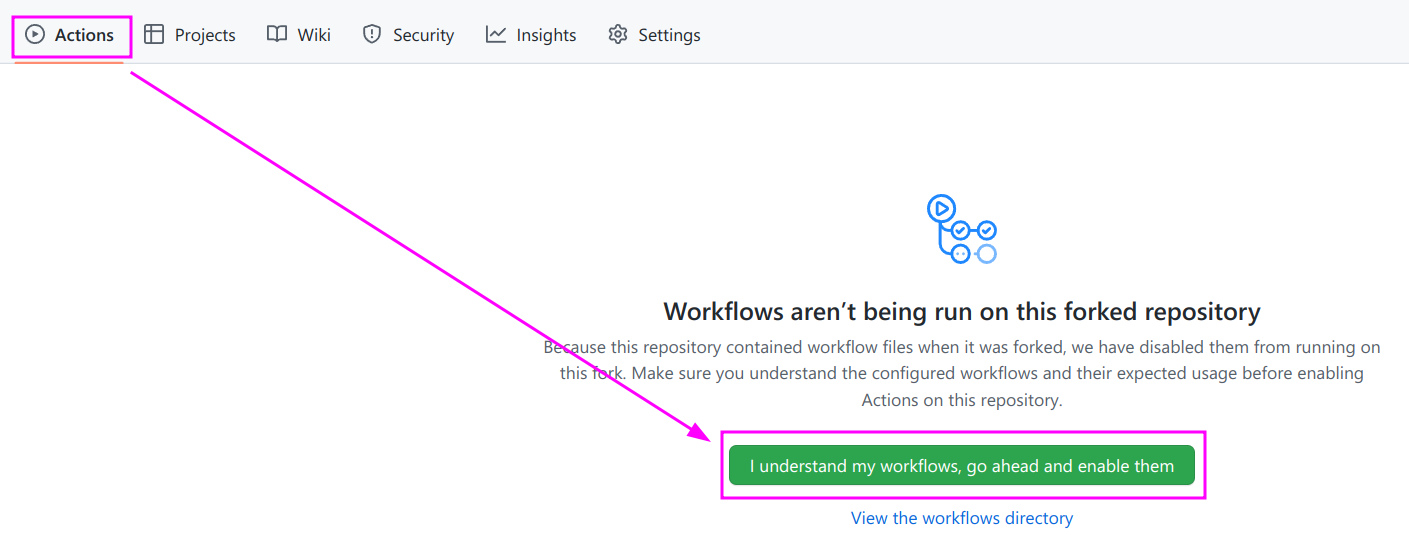 Actions Projects Wiki Security Insights Settings
Workflows aren’t being run on this forked repository
Because this repository contained workflow files when it was forked, we have disabled them from running on
this fork. Make sure you understand the configured workflows and their expected usage before enabling
Actions on this repository.
I understand my workflows, go ahead and enable them
View the workflows directory